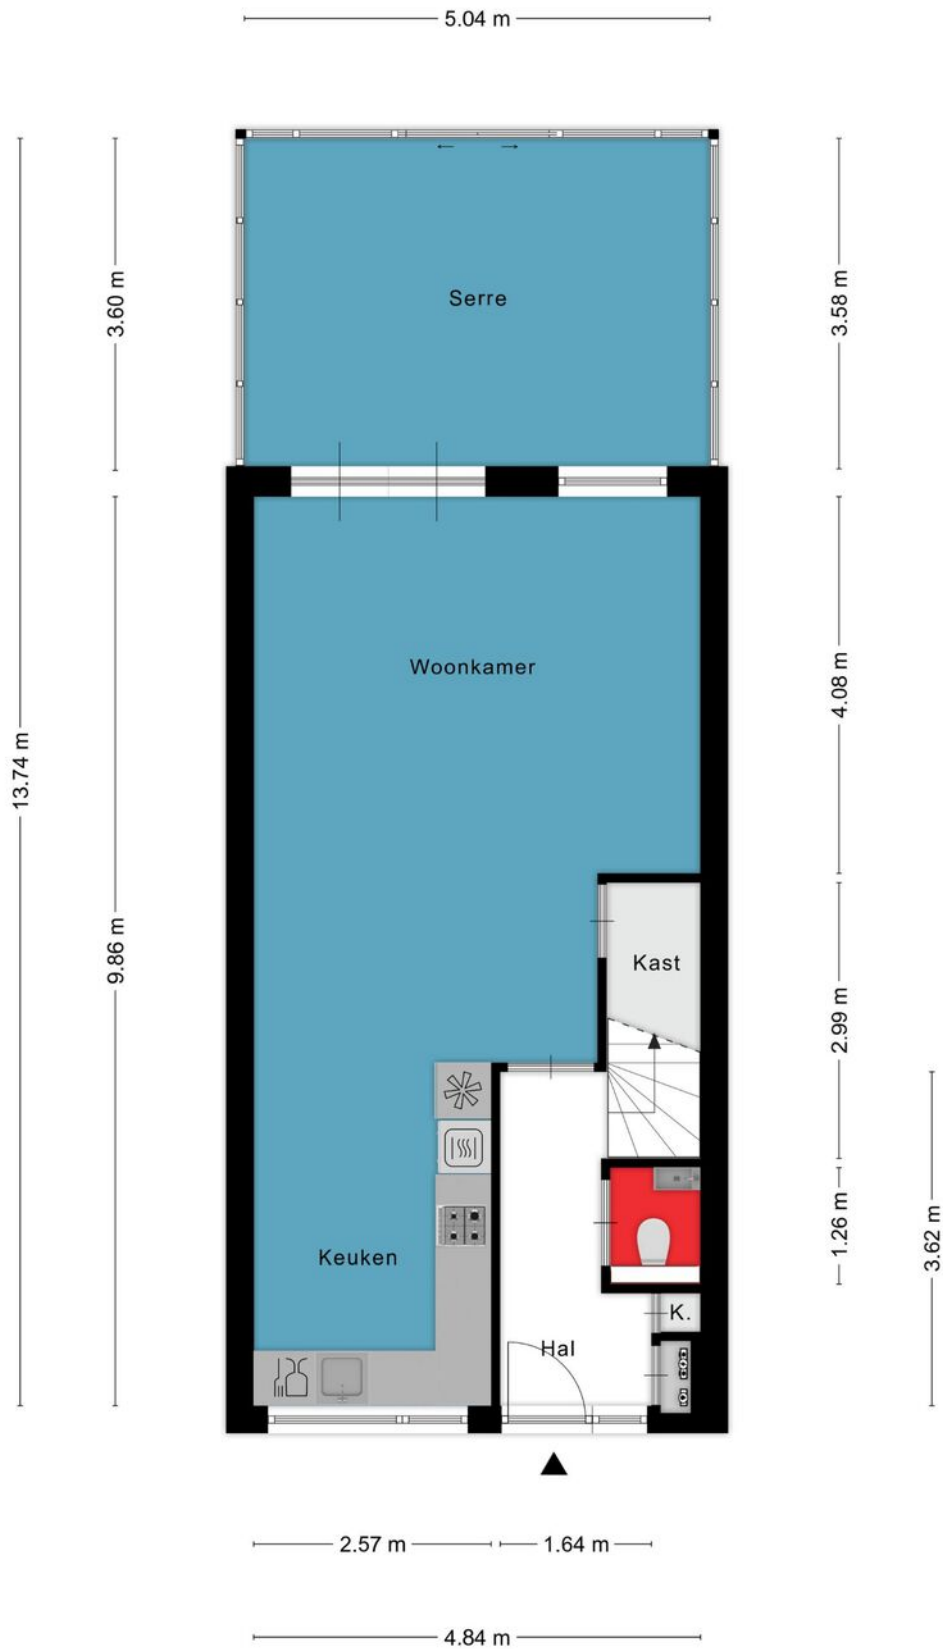 5.04 m
3.60 m
Serre
3.58 m
Woonkamer
4.08 m
13.74 m
9.86 m
Kast
2.99 m
1.26 m
3.62 m
Keuken
K.
Hal
2.57 m
1.64 m
4.84 m